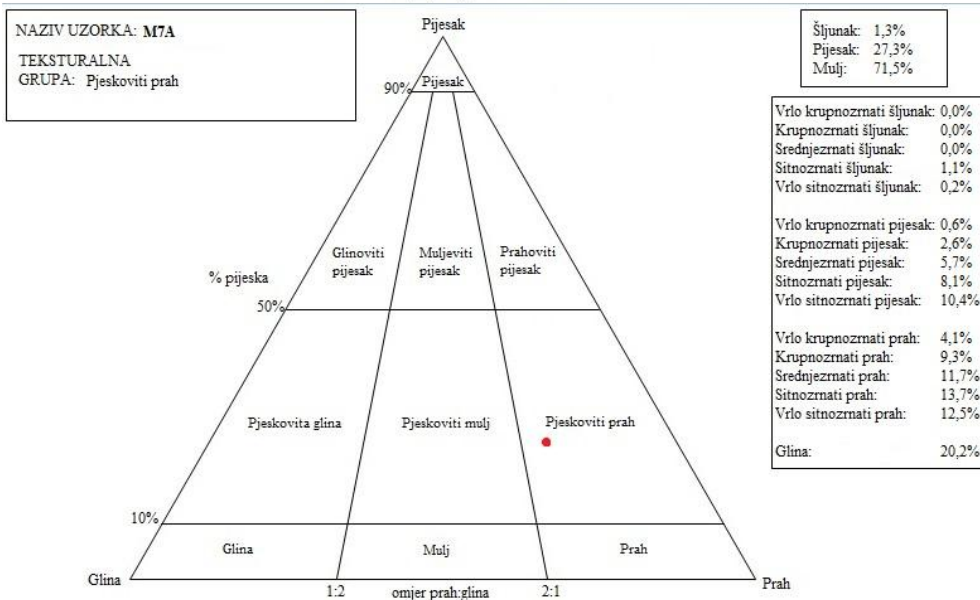 NAZIV UZORKA: M7A
TEKSTURALNA
GRUPA: Pjeskoviti prah
Pijesak
90%
Pijesak
Glinoviti
pijesak
Muljeviti
pijesak
Prahoviti
pijesak
% pijeska
50%
Pjeskovita glina
Pjeskoviti mulj
Pjeskoviti prah
10%
Glina
Mulj
Prah
Glina
1:2
omjer prah:glina
2:1
Prah
Šljunak: 1,3%
Pijesak: 27,3%
Mulj: 71,5%
Vrlo krupnozrnati šljunak: 0,0%
Krupnozrnati šljunak: 0,0%
Srednjezrnati šljunak: 0,0%
Sitnozrnati šljunak: 1,1%
Vrlo sitnozrnati šljunak: 0,2%
Vrlo krupnozrnati pijesak: 0,6%
Krupnozrnati pijesak: 2,6%
Srednjezrnati pijesak: 5,7%
Sitnozrnati pijesak: 8,1%
Vrlo sitnozrnati pijesak: 10,4%
Vrlo krupnozrnati prah: 4,1%
Krupnozrnati prah: 9,3%
Srednjezrnati prah: 11,7%
Sitnozrnati prah: 13,7%
Vrlo sitnozrnati prah: 12,5%
Glina: 20,2%